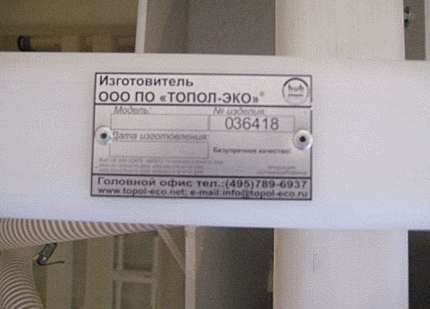 Изготовитель
ООО ПО «ТОПОЛ-ЭКО»®
Модель: № изделия
036418
Дата изготовления:
Безупречное качество!
Головной офис тел.:(495)789-6937
www.topol-eco.net; e-mail:info@topol-eco.ru